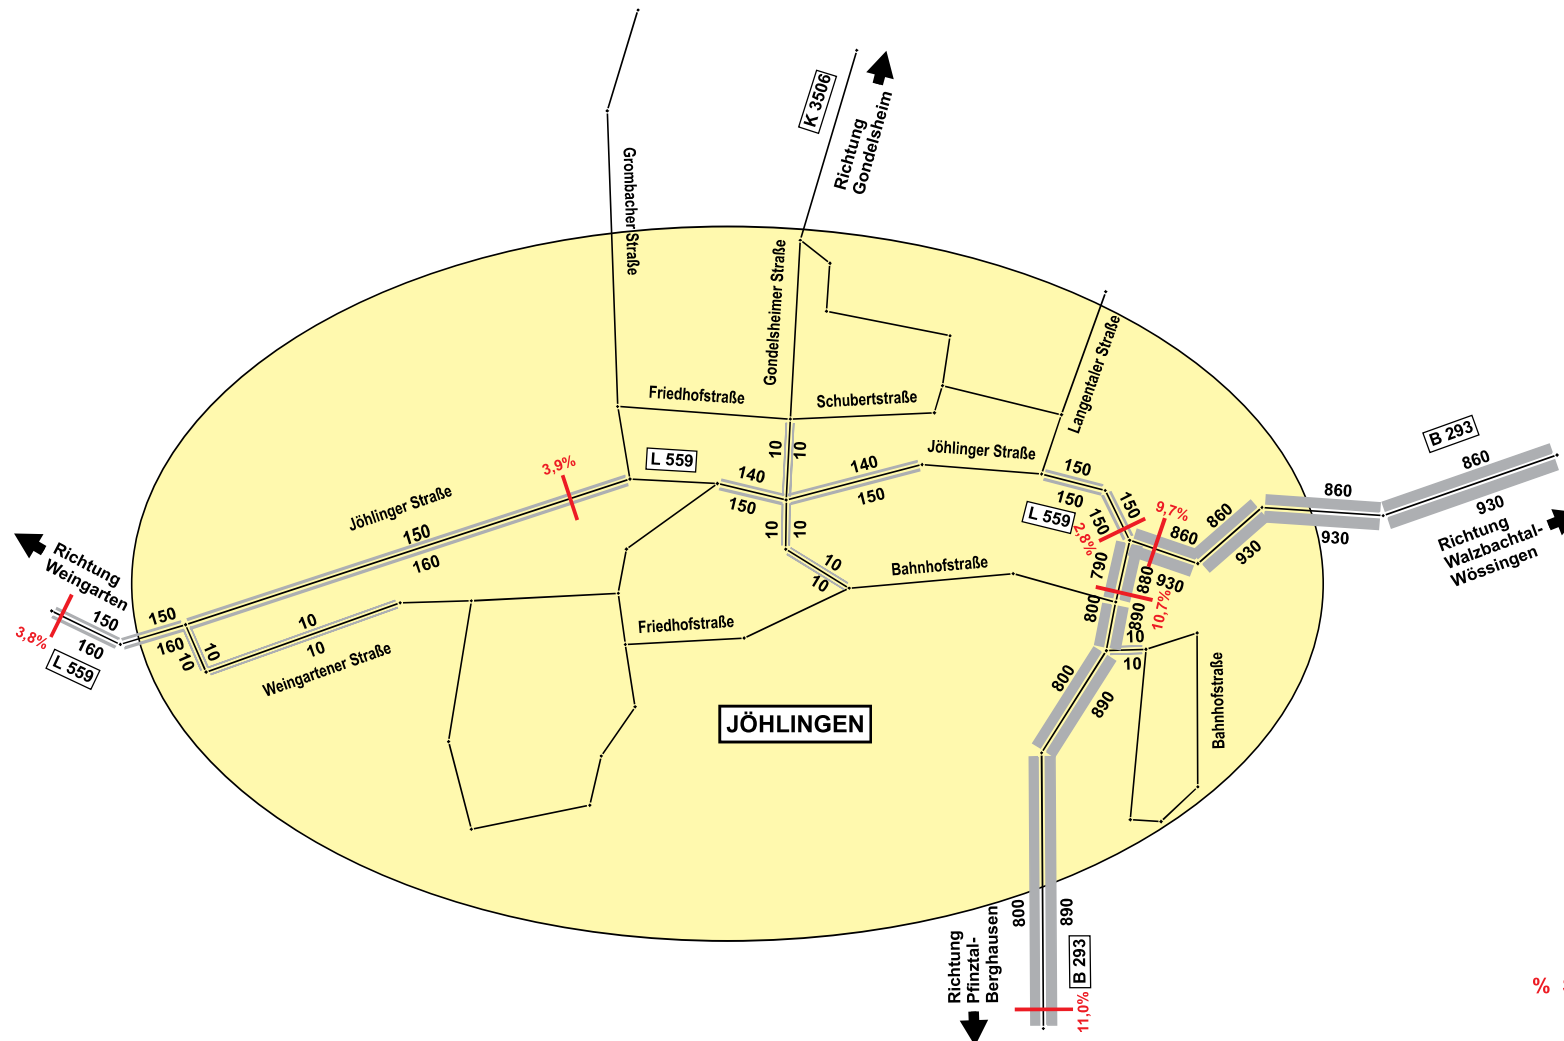 K 3506
Richtung
Gondelsheim
Grombacher Straße
Gondelsheimer Straße
Langentaler Straße
Friedhofstraße
Schubertstraße
Jöhlinger Straße
B 293
860
930
Richtung
Walzbachtal-
Wössingen
860
930
860
930
860
930
9,7%
L 559
3,9%
Jöhlinger Straße
150
160
10
10
140
150
140
150
150
150
150
150
L 559
2,8%
790
880
10,7%
800
890
10
10
10
10
Bahnhofstraße
Richtung
Weingarten
150
160
3,8%
L 559
150
160
10
10
10
10
Weingartener Straße
Friedhofstraße
10
10
Bahnhofstraße
800
890
JÖHLINGEN
800
890
Richtung
Pfinztal-
Berghausen
B 293
11,0%
%